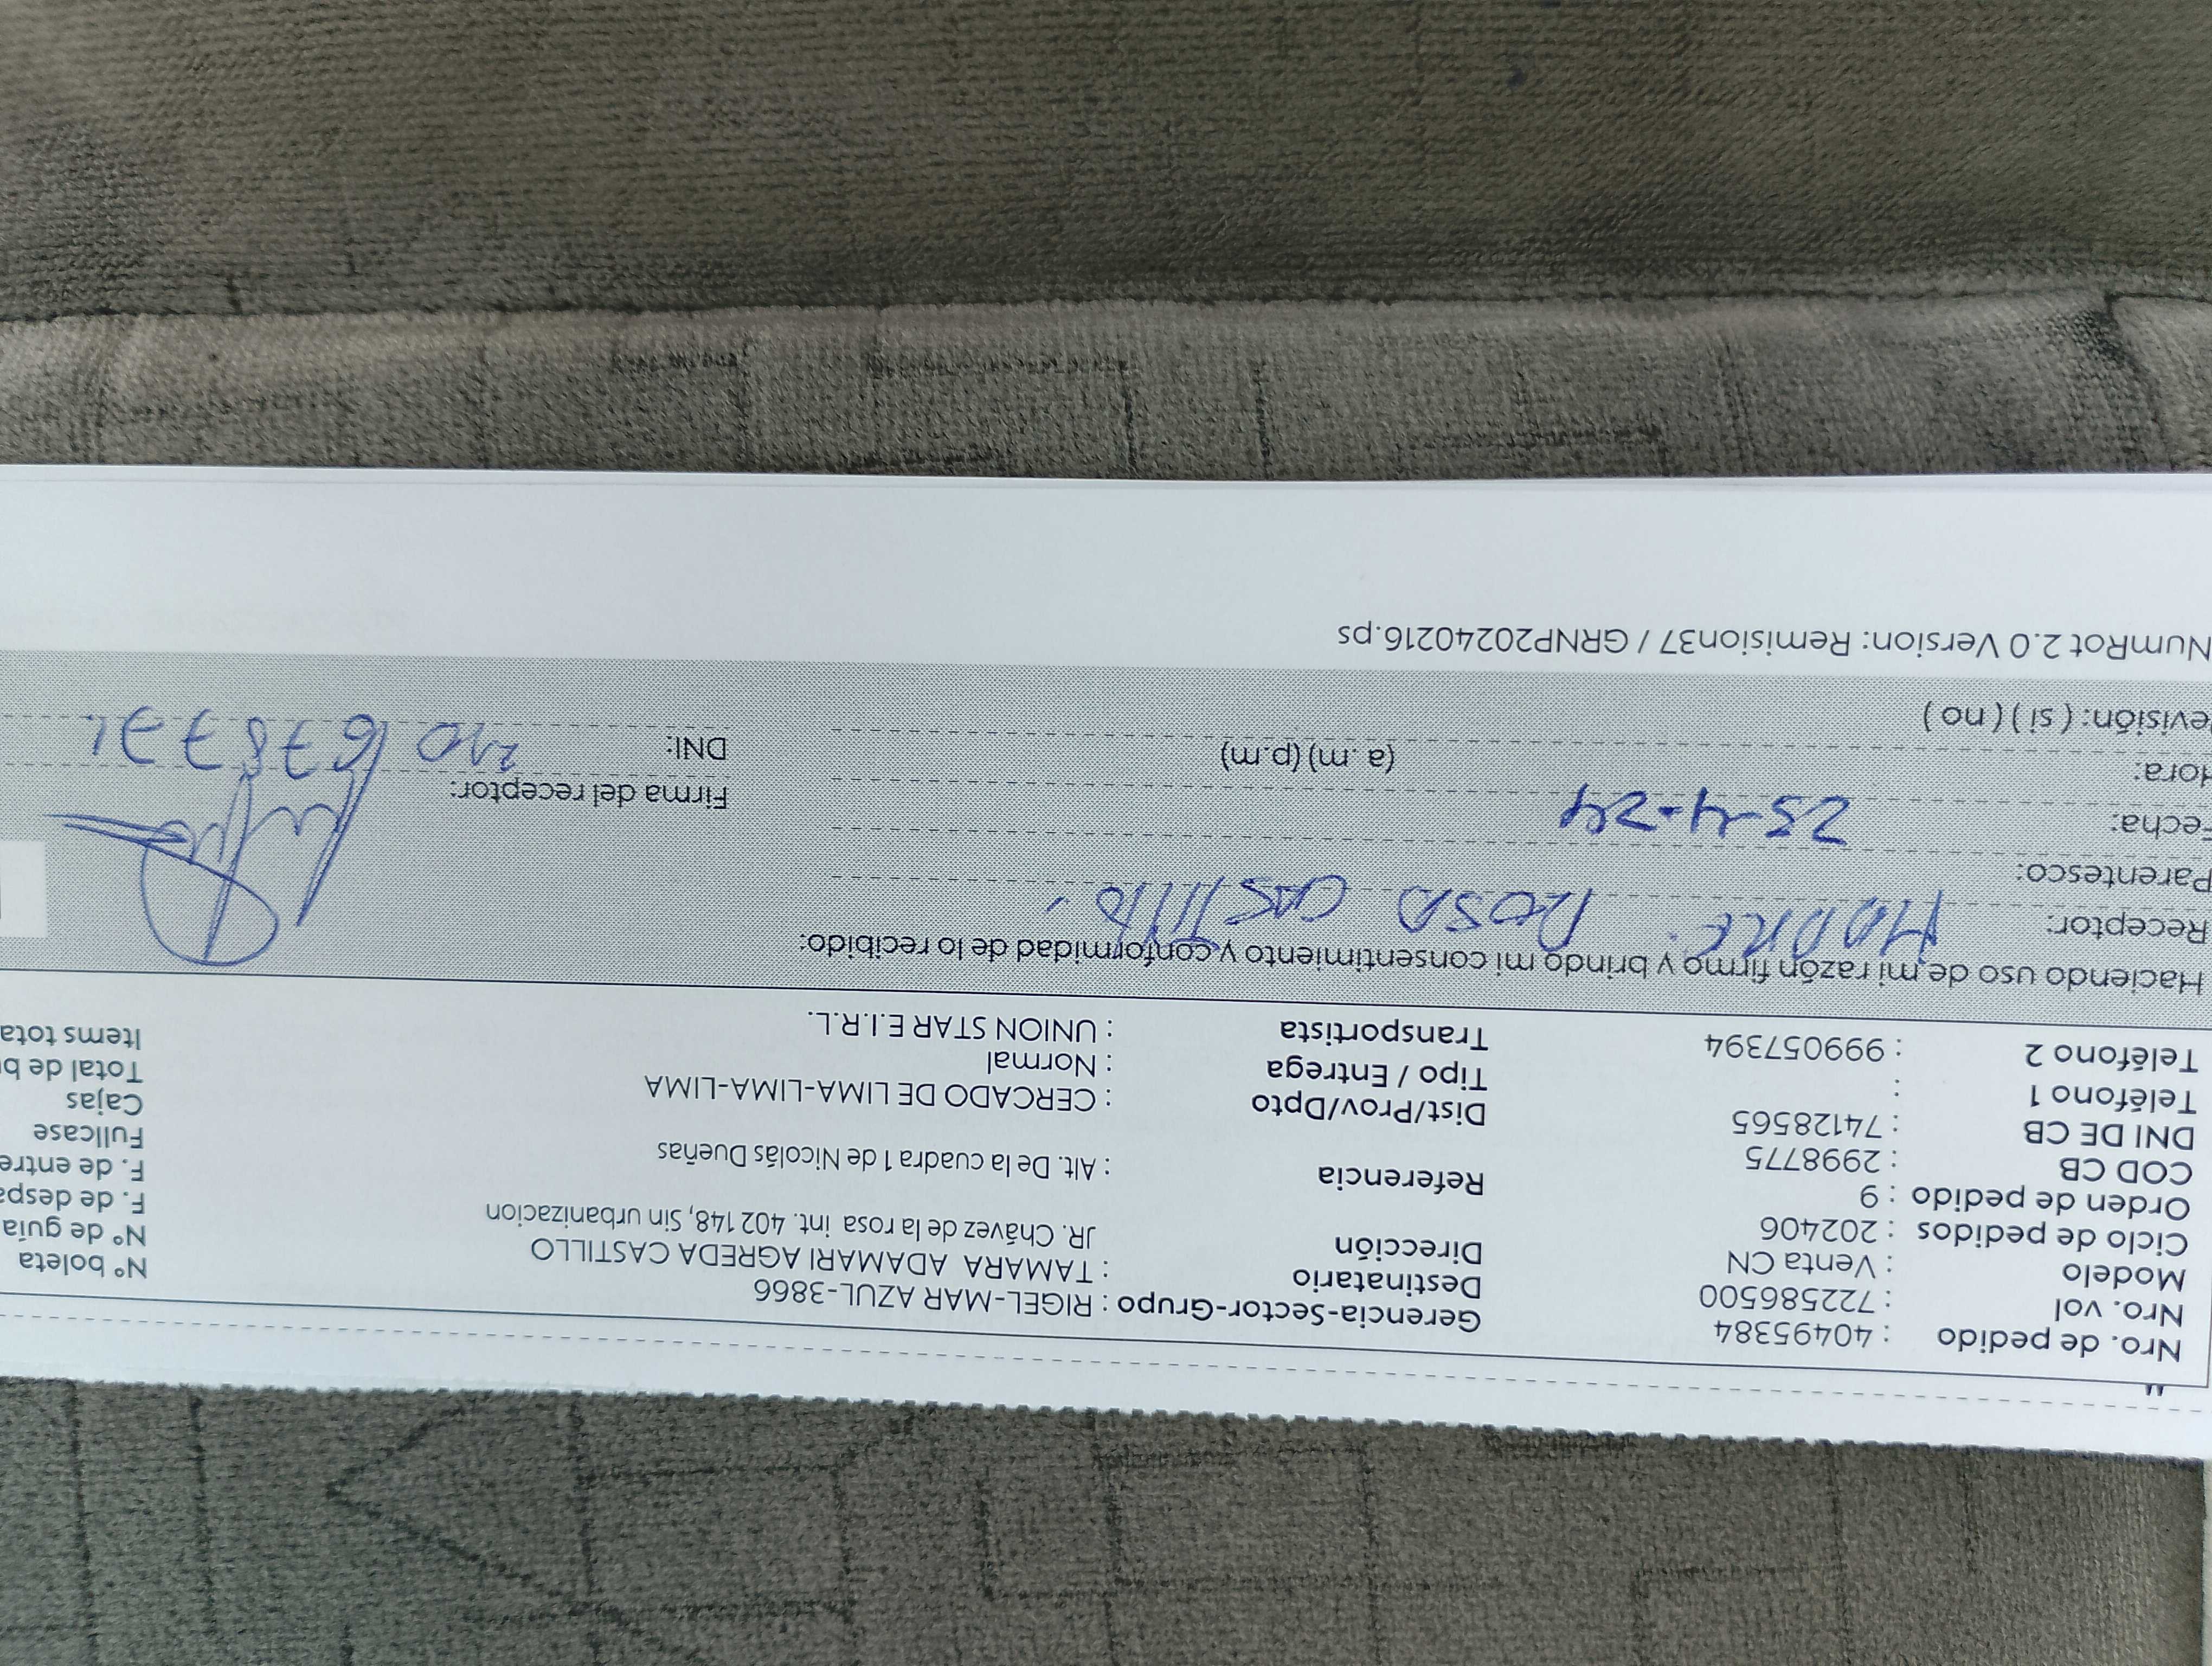 Nro. de pedido : 40495384
Nro. vol : 722586500
Modelo : Venta CN
Ciclo de pedidos : 202406
Orden de pedido : 9
COD CB : 2998775
DNI DE CB : 74128565
Teléfono 1 :
Teléfono 2 : 999057394
Gerencia-Sector-Grupo : RIGEL-MAR AZUL-3866
Destinatario : TAMARA ADAMARI AGREDA CASTILLO
Dirección JR. Chávez de la rosa int. 402 148, Sin urbanizacion
Referencia : Alt. De la cuadra 1 de Nicolás Dueñas
Dist/Prov/Dpto : CERCADO DE LIMA-LIMA-LIMA
Tipo / Entrega : Normal
Transportista : UNION STAR E.I.R.L.
Nº boleta
Nº de guía
F. de despa
F. de entre
Fullcase
Cajas
Total de b
Items tota
Haciendo uso de mi razón firmo y brindo mi consentimiento y conformidad de lo recibido:
Receptor: MADRE. ROSA CASTILLO.
Parentesco:
Fecha: 23-4-24
Hora: (a. m) (p.m)
evisión: ( si ) ( no )
Firma del receptor:
DNI:
NumRot 2.0 Version: Remision37 / GRNP20240216.ps